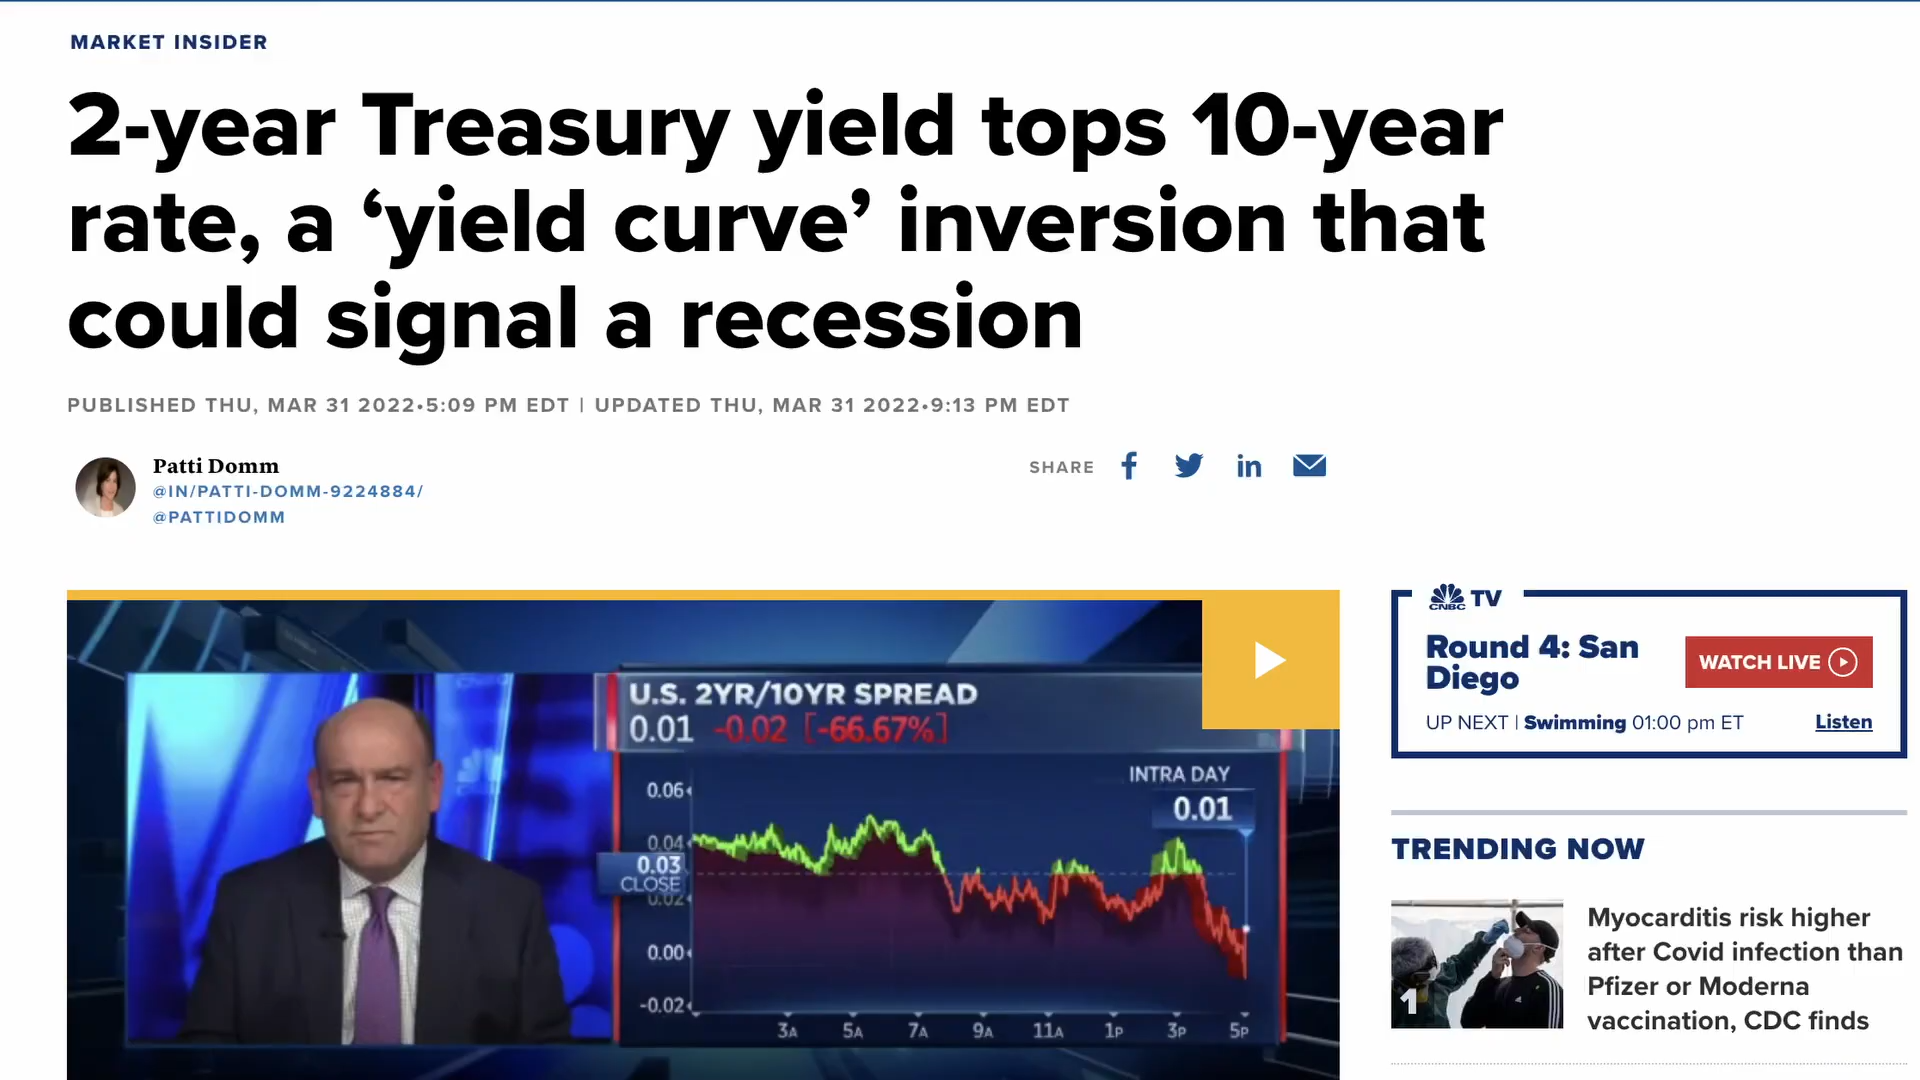 MARKET INSIDER
2-year Treasury yield tops 10-year
rate, a ‘yield curve’ inversion that
could signal a recession
PUBLISHED THU, MAR 31 2022•5:09 PM EDT | UPDATED THU, MAR 31 2022•9:13 PM EDT
Patti Domm
@IN/PATTI-DOMM-9224884/
@PATTIDOMM
SHARE
U.S. 2YR/10YR SPREAD
0.01 -0.02 [-66.67%]
INTRA DAY
0.01
0.06
0.04
0.03
CLOSE
0.02
0.00
-0.02
3A 5A 7A 9A 11A 1P 3P 5P
CNBC TV
Round 4: San
Diego
WATCH LIVE
UP NEXT | Swimming 01:00 pm ET
Listen
TRENDING NOW
1
Myocarditis risk higher
after Covid infection than
Pfizer or Moderna
vaccination, CDC finds